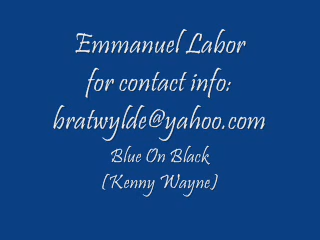 Emmanuel Labor
for contact info:
bratwylde@yahoo.com
Blue On Black
(Kenny Wayne)